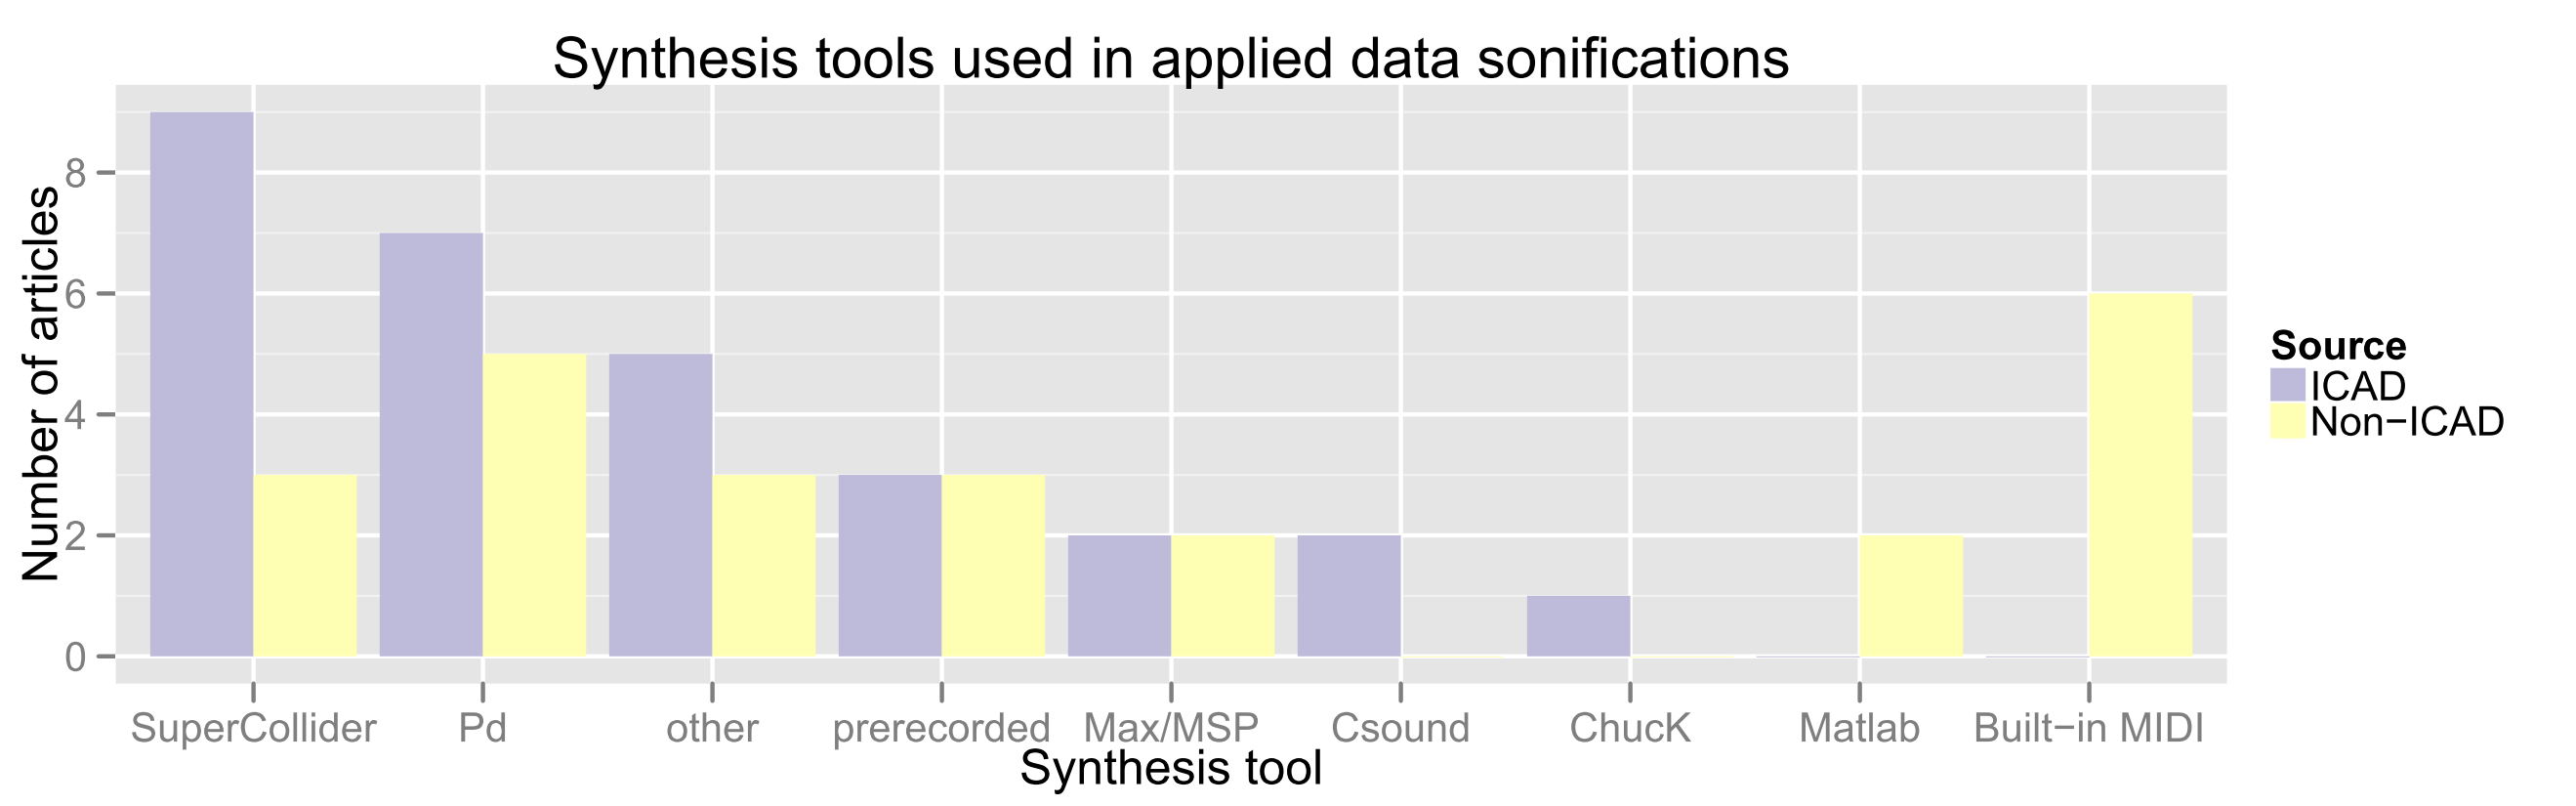 Synthesis tools used in applied data sonifications
Number of articles
8
6
4
2
0
SuperCollider Pd other prerecorded Max/MSP Csound ChucK Matlab Built−in MIDI
Synthesis tool
Source
ICAD
Non−ICAD